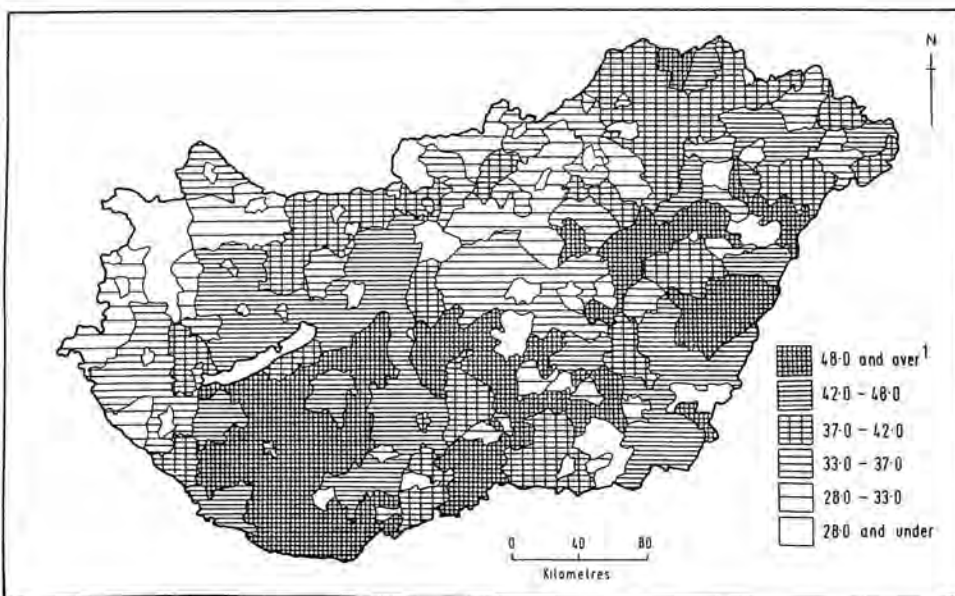 N
48·0 and over1
42·0 – 48·0
37·0 – 42·0
33·0 – 37·0
28·0 – 33·0
28·0 and under
0 40 80
Kilometres